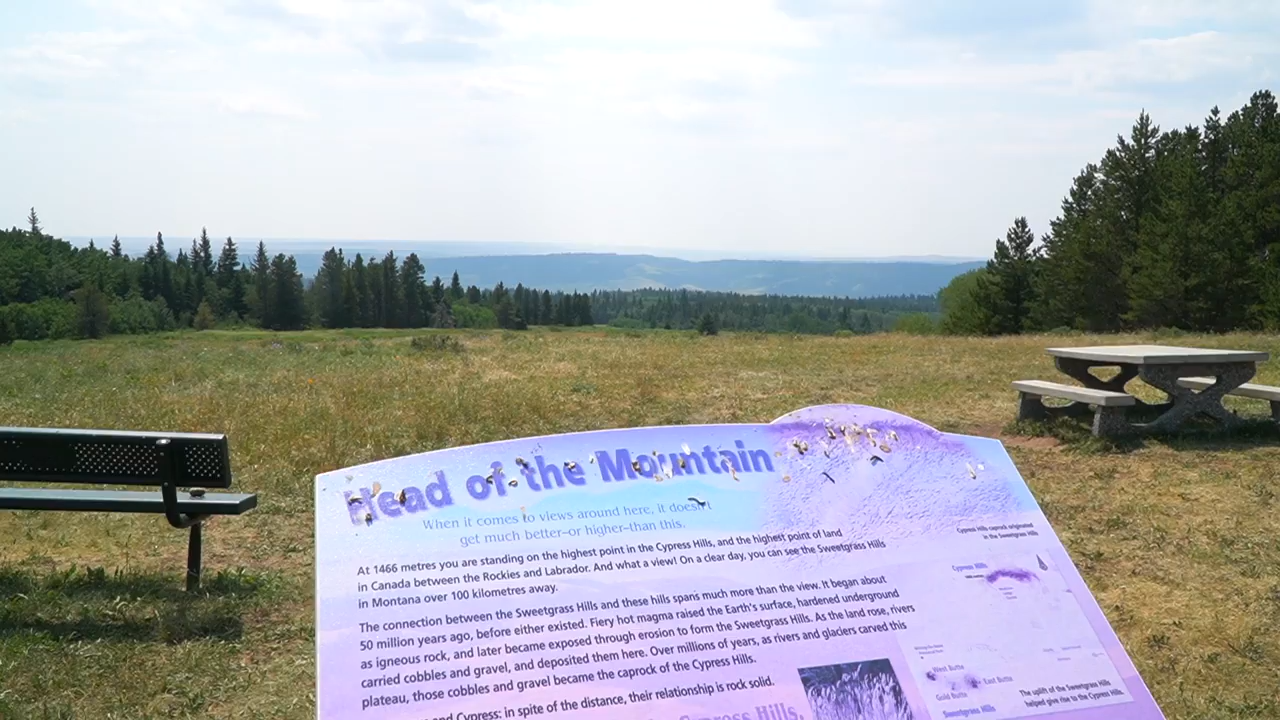 Head of the Mountain
When it comes to views around here, it doesn't
get much better–or higher–than this.
At 1466 metres you are standing on the highest point in the Cypress Hills, and the highest point of land
in Canada between the Rockies and Labrador. And what a view! On a clear day, you can see the Sweetgrass Hills
in Montana over 100 kilometres away.
The connection between the Sweetgrass Hills and these hills spans much more than the view. It began about
50 million years ago, before either existed. Fiery hot magma raised the Earth's surface, hardened underground
as igneous rock, and later became exposed through erosion to form the Sweetgrass Hills. As the land rose, rivers
carried cobbles and gravel, and deposited them here. Over millions of years, as rivers and glaciers carved this
plateau, those cobbles and gravel became the caprock of the Cypress Hills.
and Cypress: in spite of the distance, their relationship is rock solid.
Cypress Hills,
Cypress Hills caprock originated
in the Sweetgrass Hills
Cypress Hills
West Butte
East Butte
Gold Butte
Sweetgrass Hills
The uplift of the Sweetgrass Hills
helped give rise to the Cypress Hills.